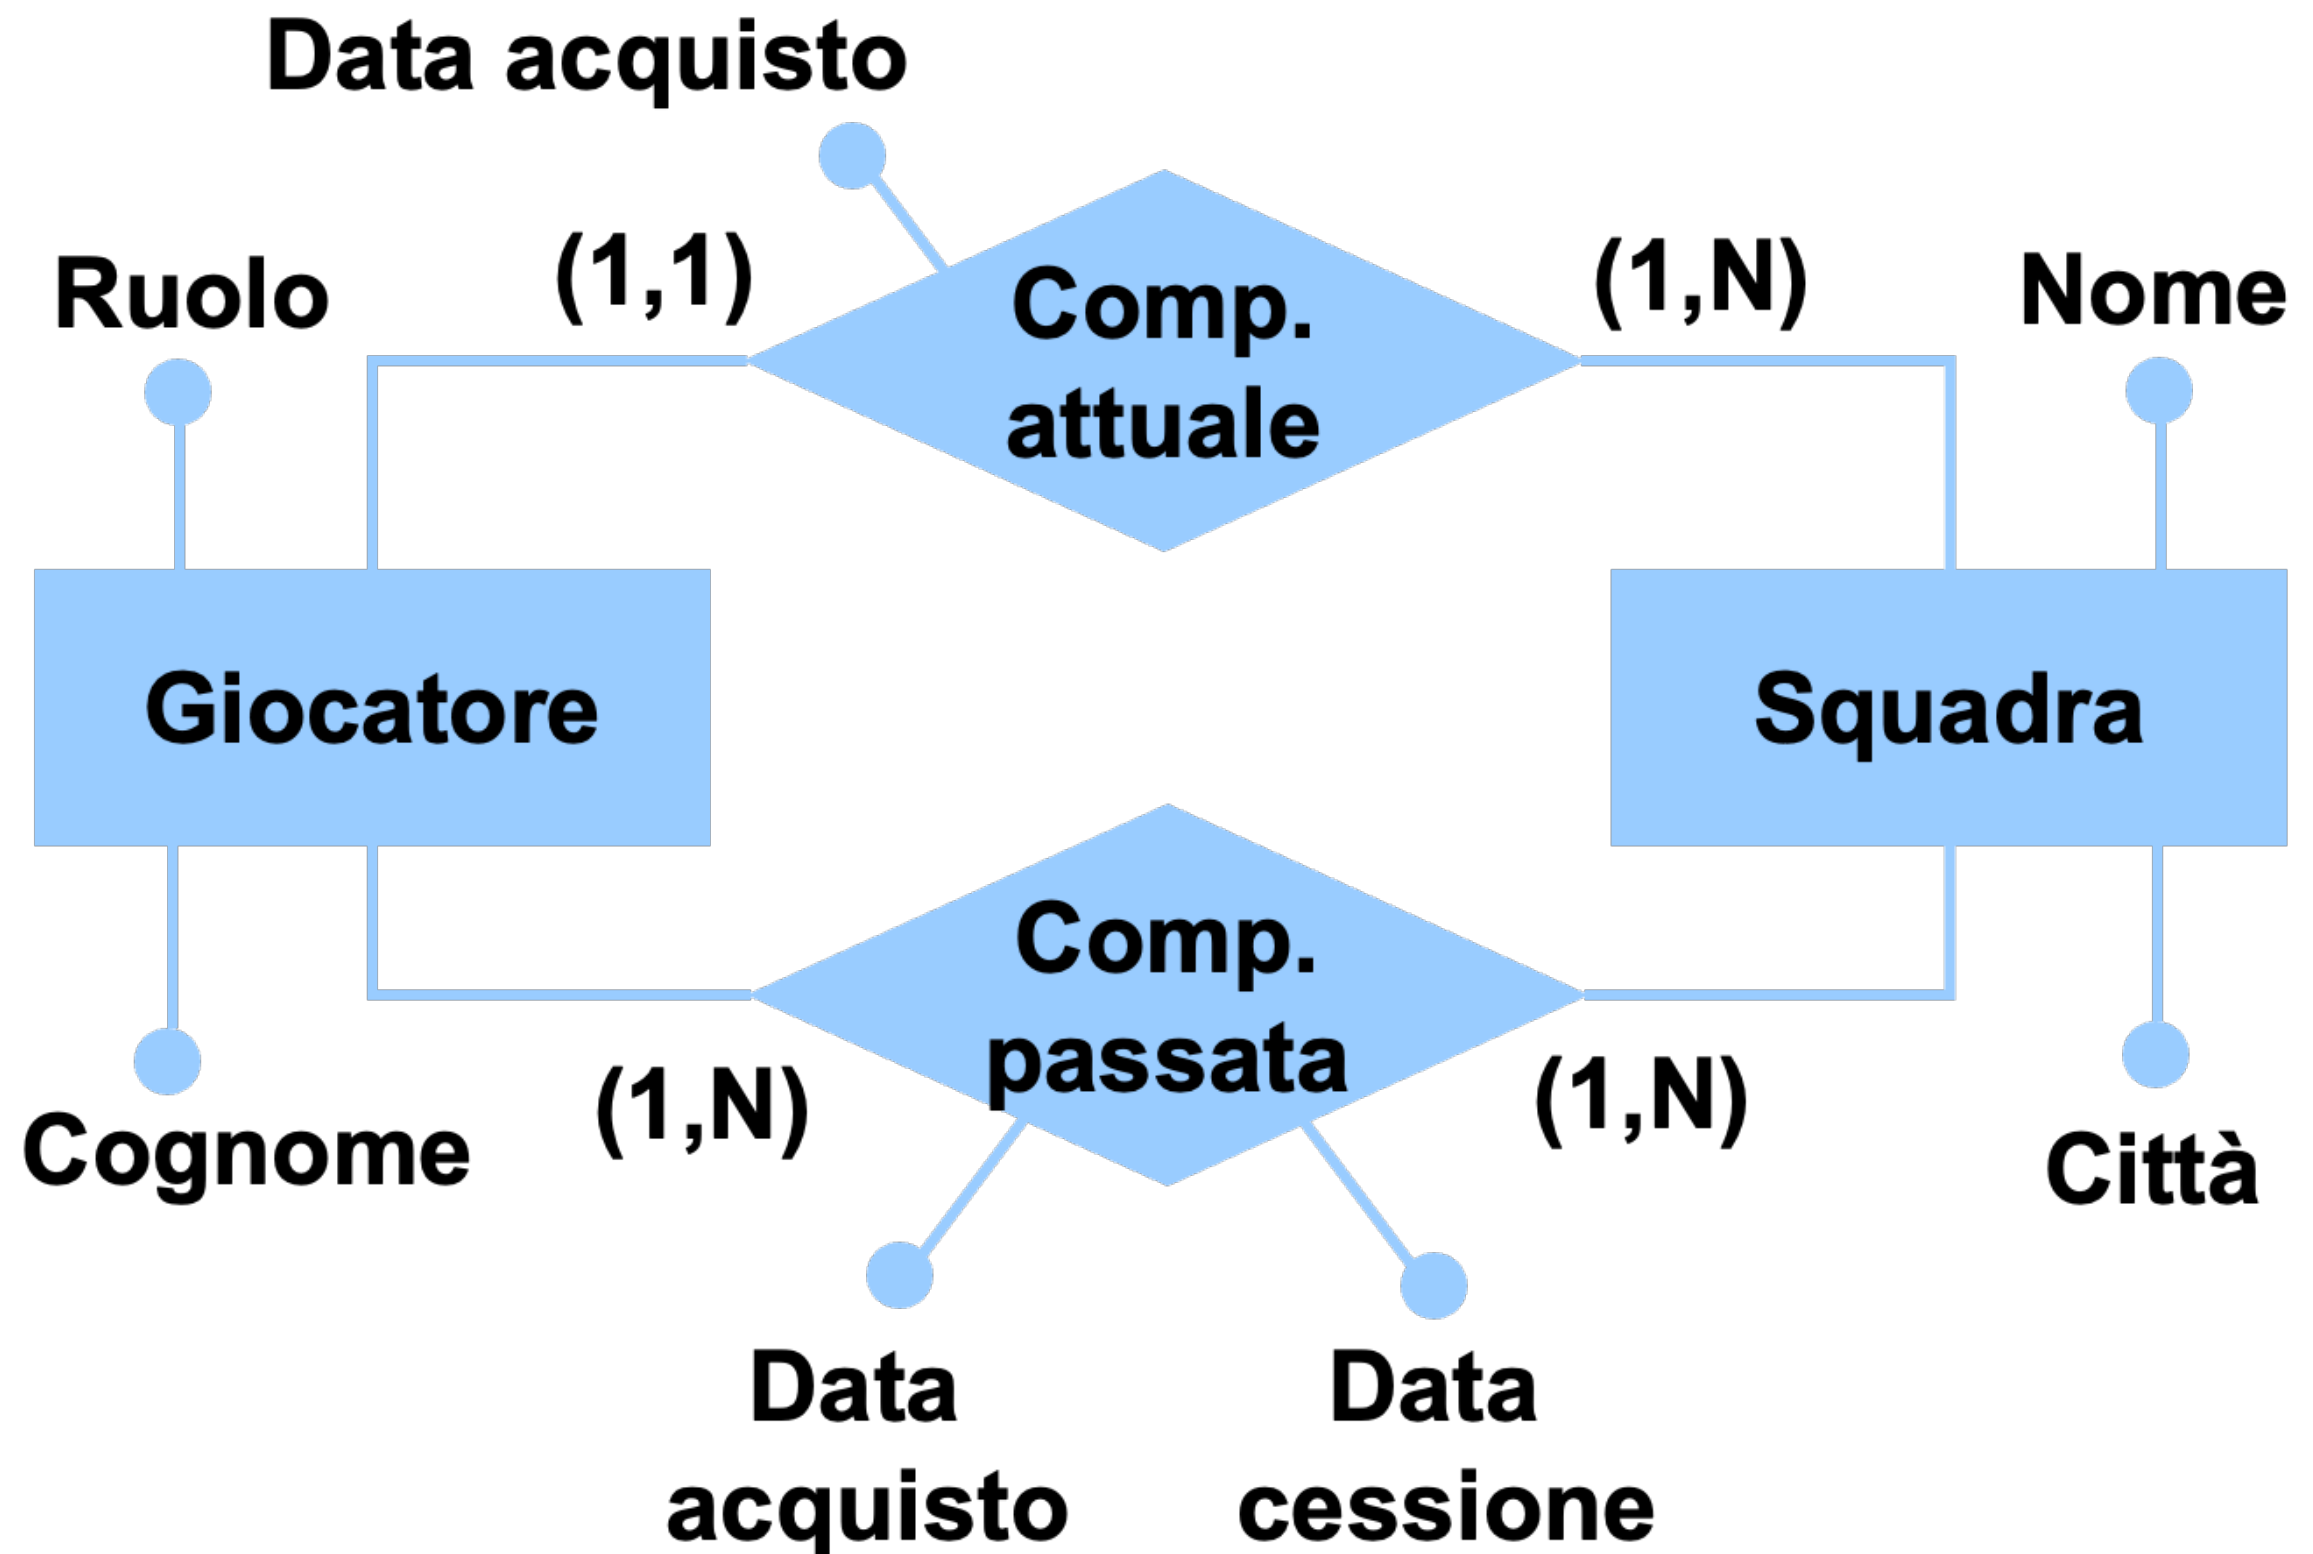 Data acquisto
Ruolo
(1,1)
Comp.
attuale
(1,N)
Nome
Giocatore
Squadra
Cognome
(1,N)
Comp.
passata
(1,N)
Città
Data
acquisto
Data
cessione